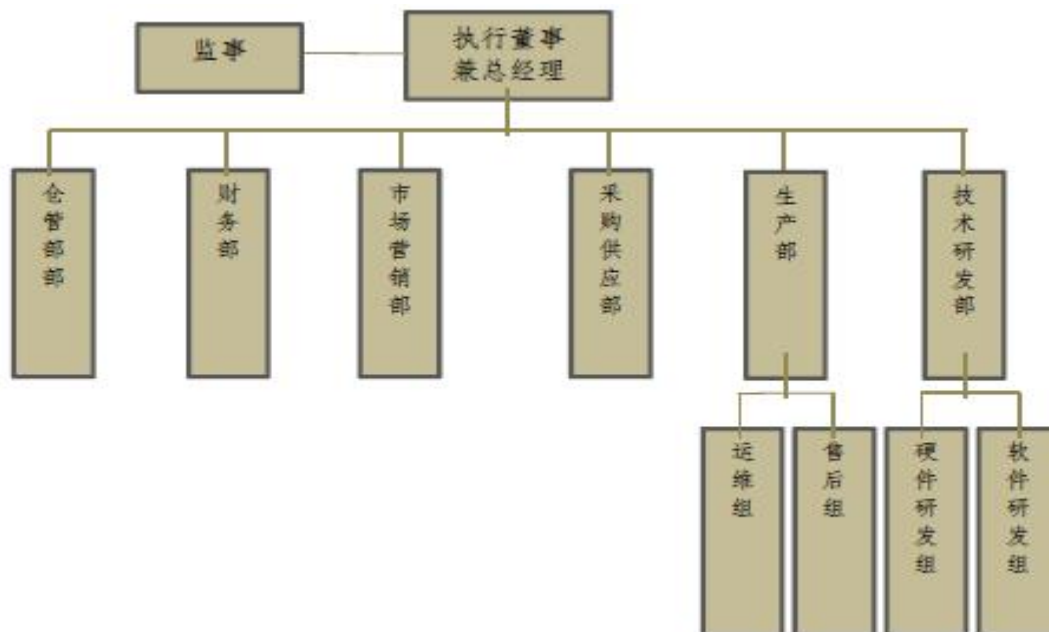 监事
执行董事
兼总经理
仓管部部
财务部
市场营销部
采购供应部
生产部
技术研发部
运维组
售后组
硬件研发组
软件研发组